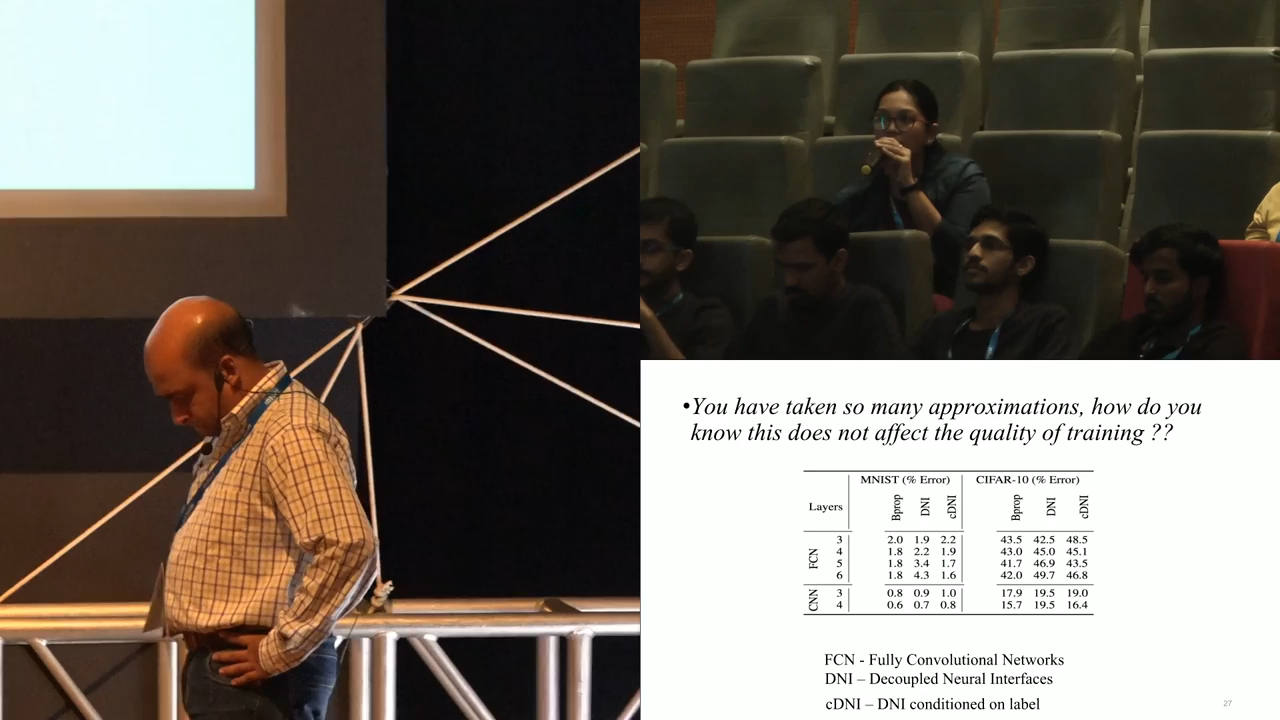 •You have taken so many approximations, how do you
know this does not affect the quality of training ??
MNIST (% Error) CIFAR-10 (% Error)
Layers Bprop DNI cDNI Bprop DNI cDNI
FCN
3 2.0 1.9 2.2 43.5 42.5 48.5
4 1.8 2.2 1.9 43.0 45.0 45.1
5 1.8 3.4 1.7 41.7 46.9 43.5
6 1.8 4.3 1.6 42.0 49.7 46.8
CNN
3 0.8 0.9 1.0 17.9 19.5 19.0
4 0.6 0.7 0.8 15.7 19.5 16.4
FCN - Fully Convolutional Networks
DNI – Decoupled Neural Interfaces
cDNI – DNI conditioned on label
27